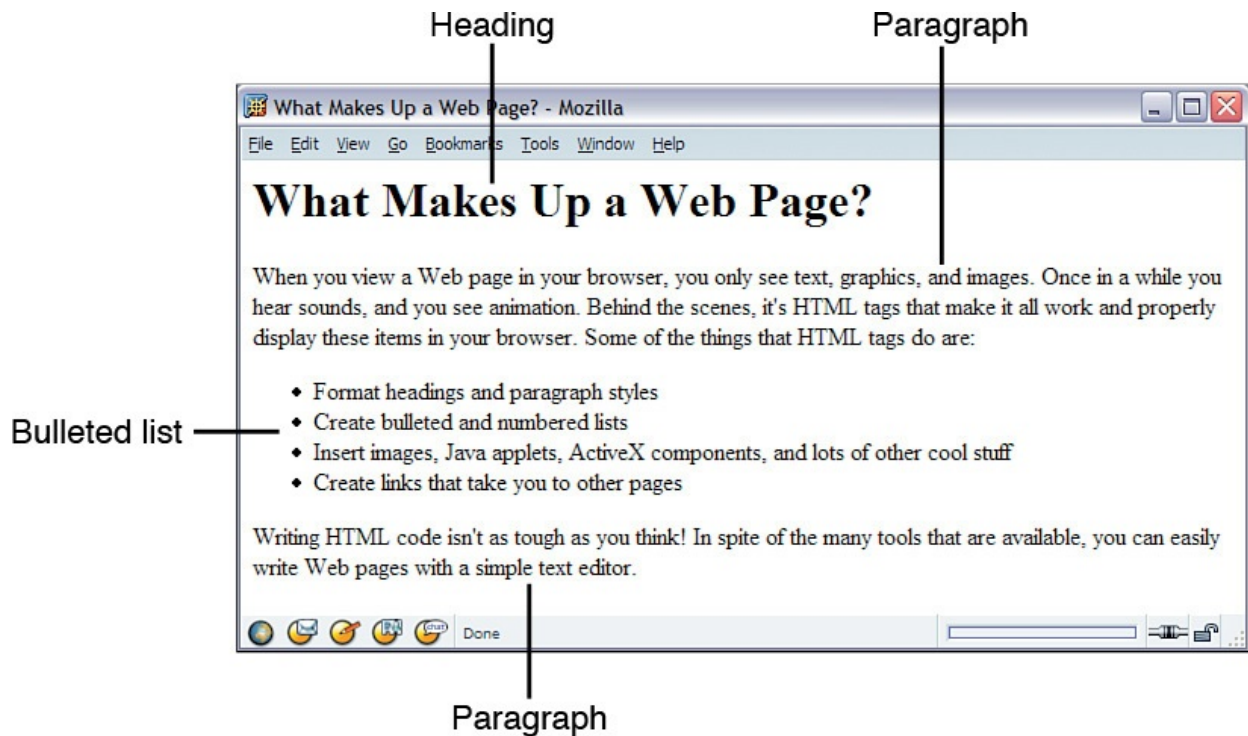 Heading
Paragraph
What Makes Up a Web Page? - Mozilla
File Edit View Go Bookmarks Tools Window Help
What Makes Up a Web Page?
When you view a Web page in your browser, you only see text, graphics, and images. Once in a while you
hear sounds, and you see animation. Behind the scenes, it's HTML tags that make it all work and properly
display these items in your browser. Some of the things that HTML tags do are:
Bulleted list
• Format headings and paragraph styles
• Create bulleted and numbered lists
• Insert images, Java applets, ActiveX components, and lots of other cool stuff
• Create links that take you to other pages
Writing HTML code isn't as tough as you think! In spite of the many tools that are available, you can easily
write Web pages with a simple text editor.
Done
Paragraph